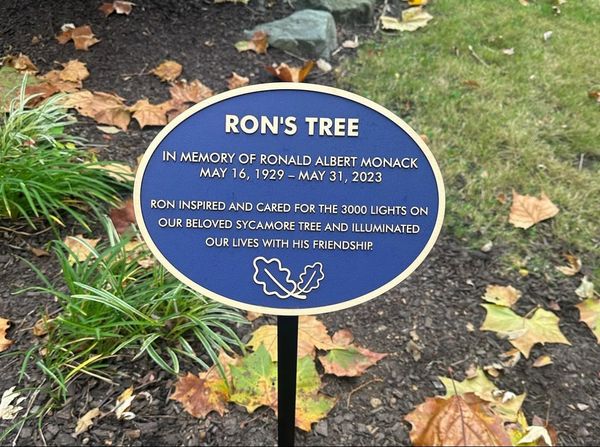 RON'S TREE
IN MEMORY OF RONALD ALBERT MONACK
MAY 16, 1929 – MAY 31, 2023
RON INSPIRED AND CARED FOR THE 3000 LIGHTS ON
OUR BELOVED SYCAMORE TREE AND ILLUMINATED
OUR LIVES WITH HIS FRIENDSHIP.